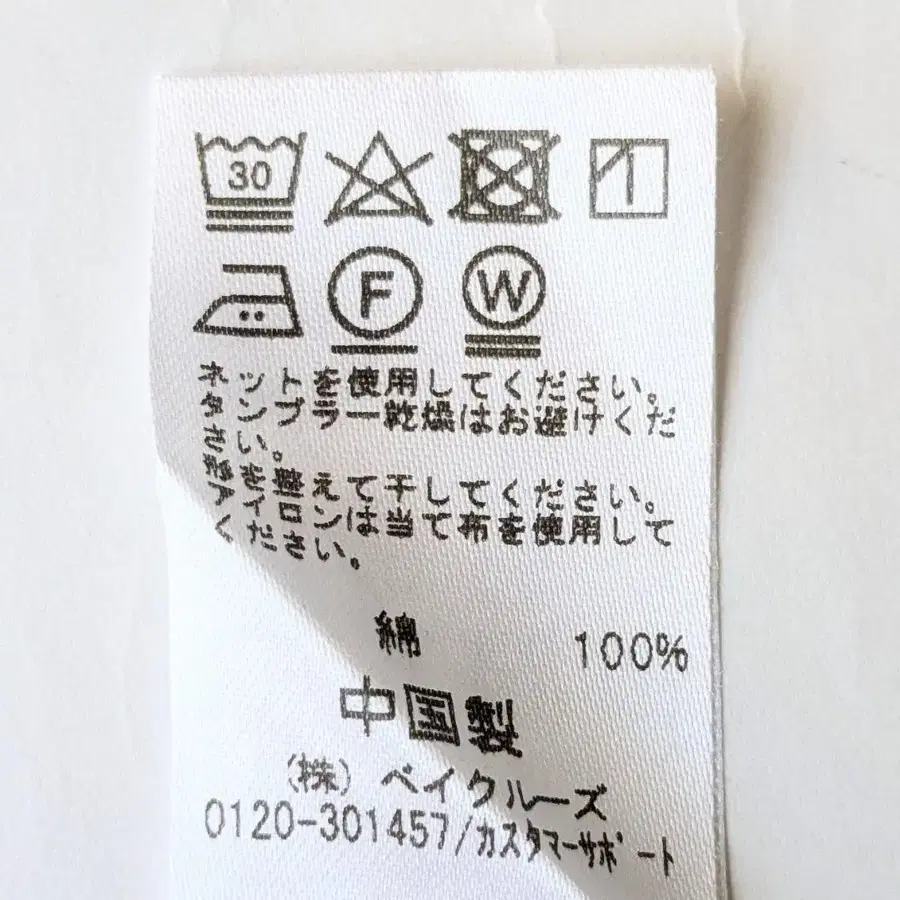 30
F
W
ネットを使用してください。
タンブラー乾燥はお避けくだ
さい。
形を整えて干してください。
アイロンは当て布を使用して
ください。
綿 100%
中国製
(株) ベイクルーズ
0120-301457/カスタマーサポート